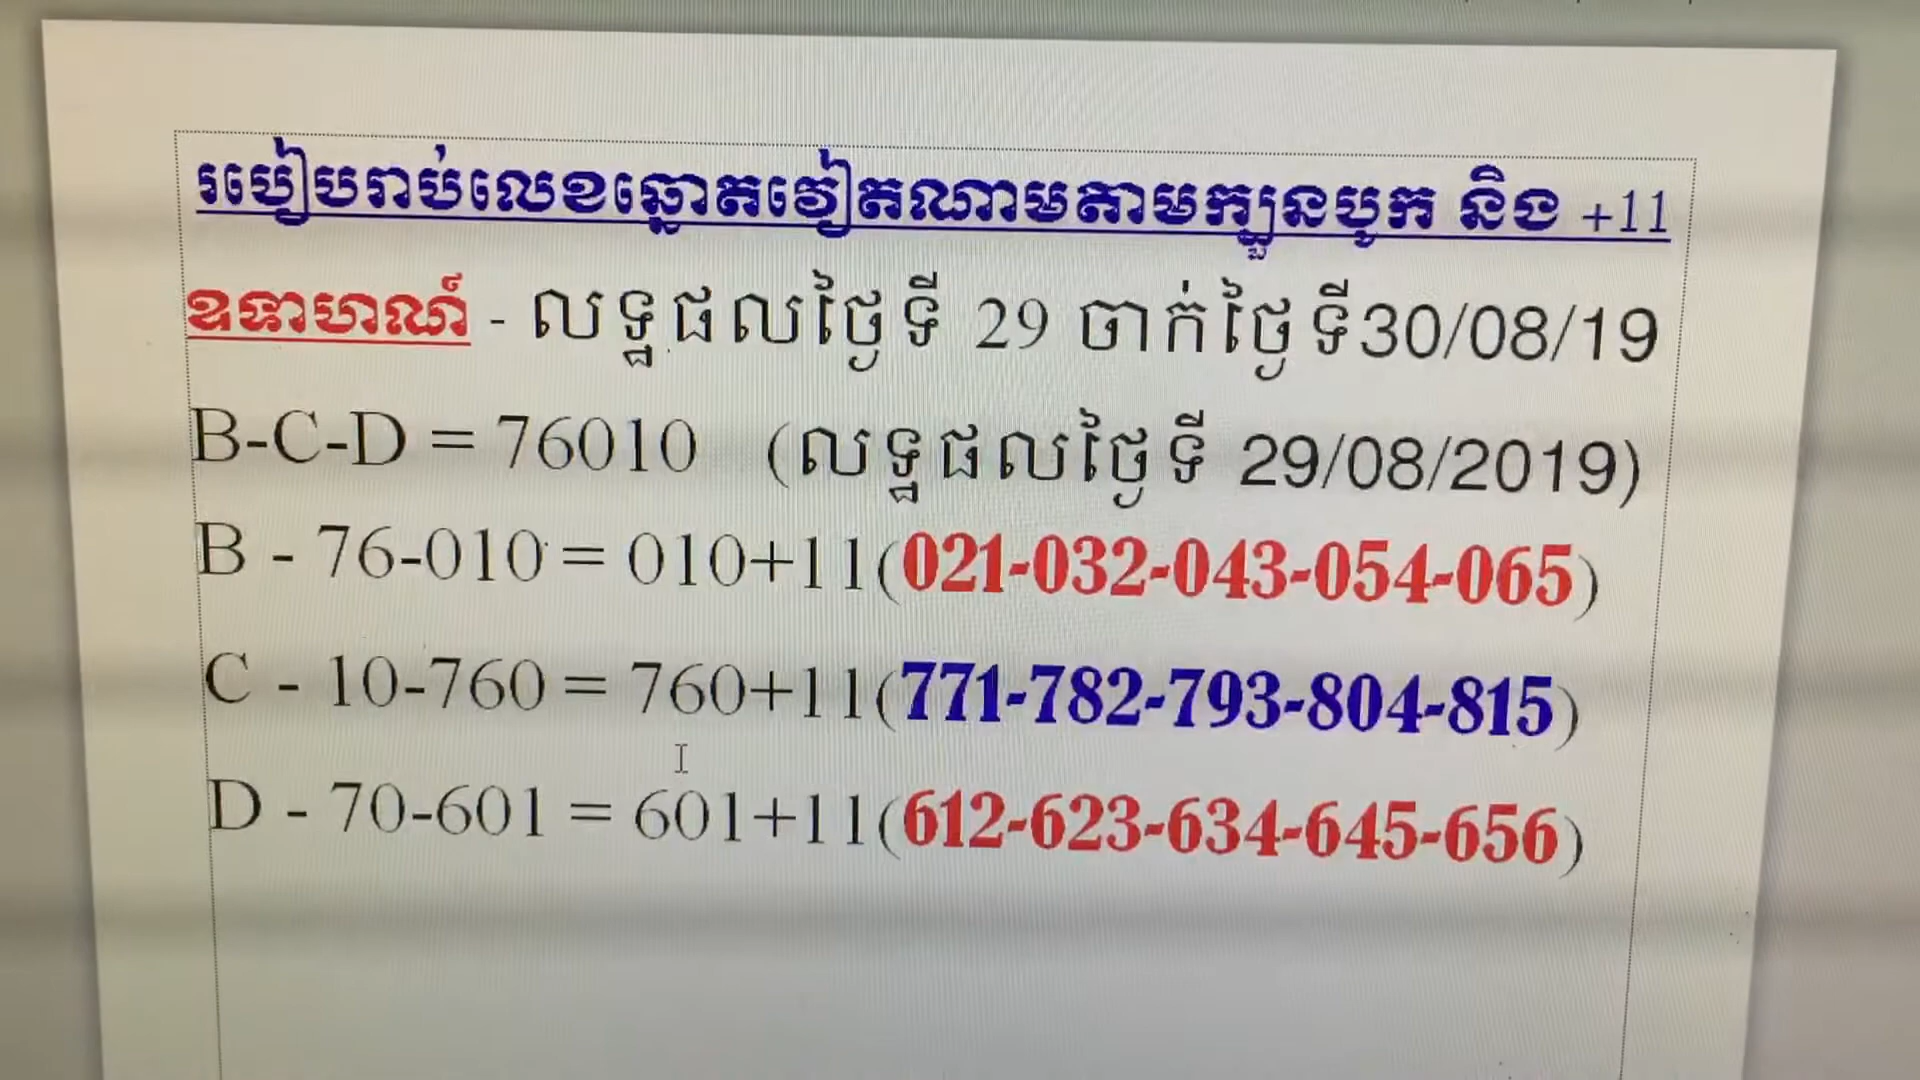 របៀបរាប់លេខឆ្នោតវៀតណាមតាមក្បួនបូក និង +11
ឧទាហណ៍ - លទ្ធផលថ្ងៃទី 29 ចាក់ថ្ងៃទី30/08/19
B-C-D = 76010 (លទ្ធផលថ្ងៃទី 29/08/2019)
B - 76-010 = 010+11(021-032-043-054-065)
C - 10-760 = 760+11(771-782-793-804-815)
D - 70-601 = 601+11(612-623-634-645-656)